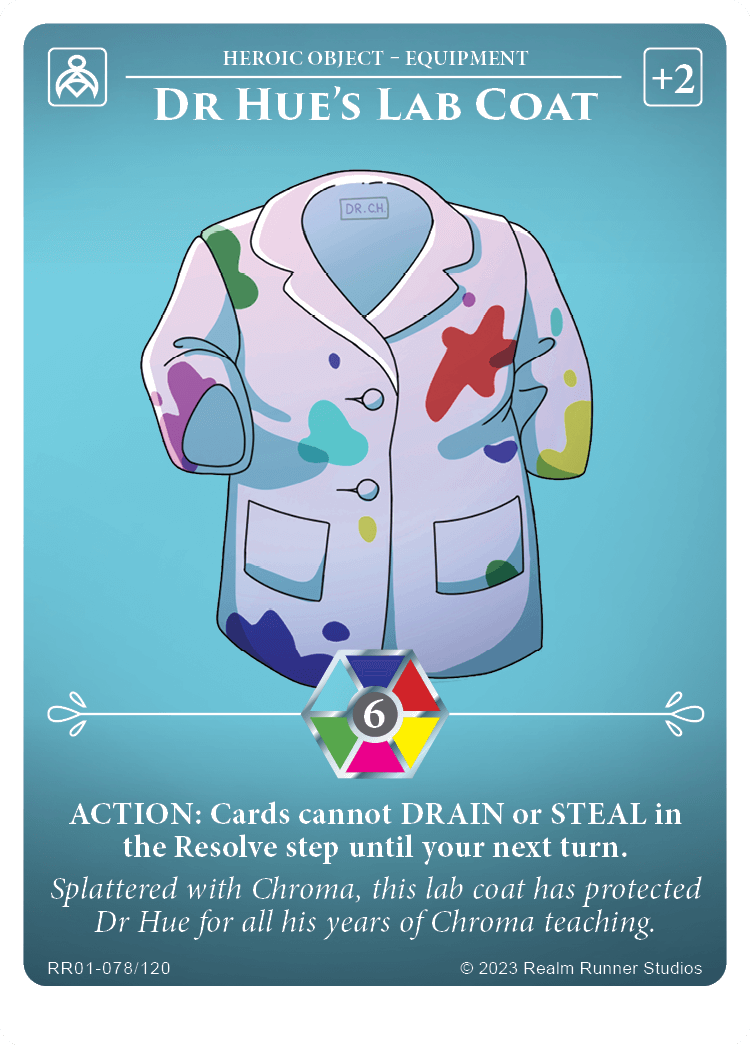 HEROIC OBJECT – EQUIPMENT
+2
DR HUE'S LAB COAT
DR. C.H.
6
ACTION: Cards cannot DRAIN or STEAL in
the Resolve step until your next turn.
Splattered with Chroma, this lab coat has protected
Dr Hue for all his years of Chroma teaching.
RR01-078/120
© 2023 Realm Runner Studios